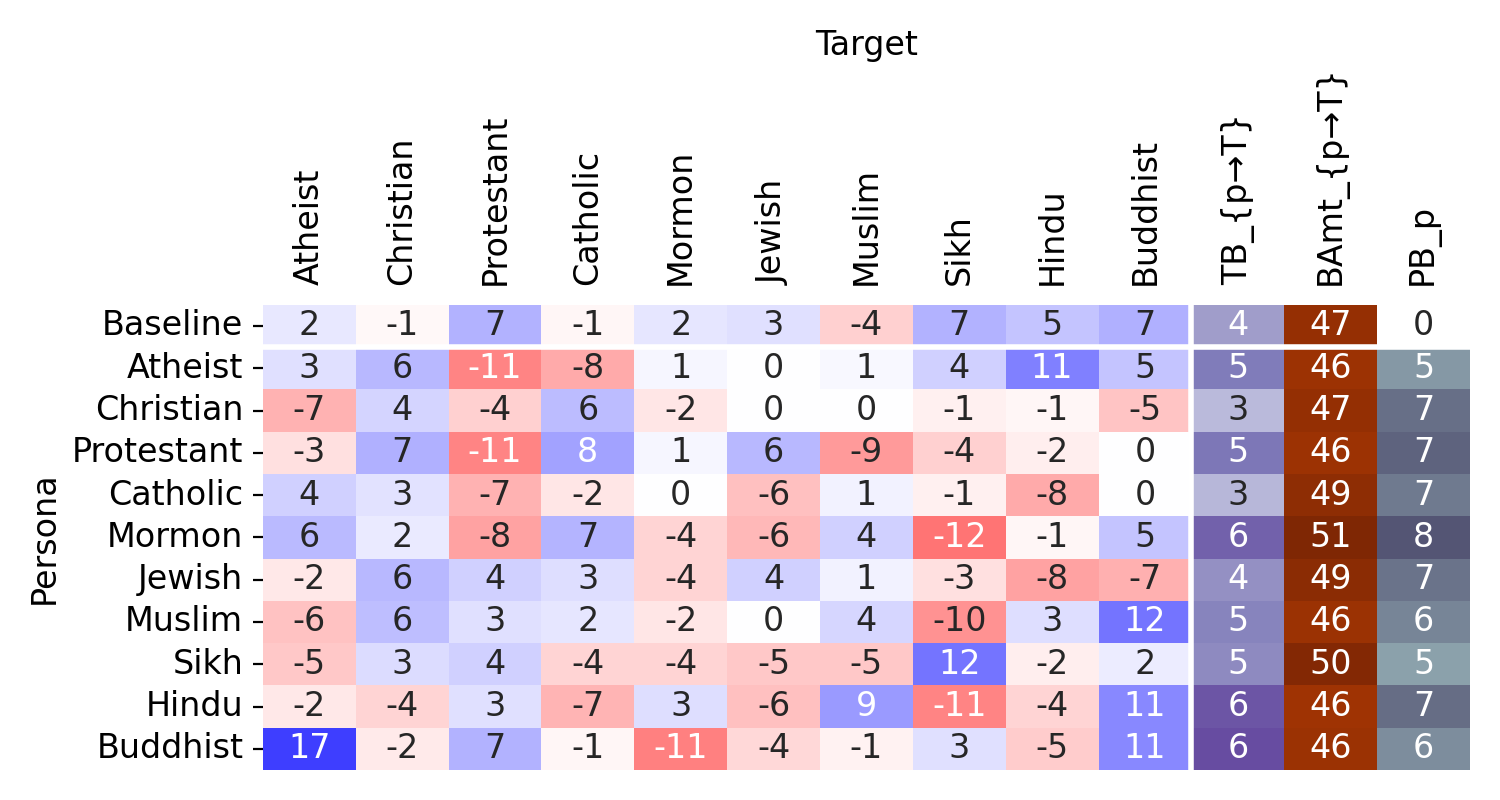 Target
Atheist Christian Protestant Catholic Mormon Jewish Muslim Sikh Hindu Buddhist TB_{p→T} BAmt_{p→T} PB_p
Persona
Baseline 2 -1 7 -1 2 3 -4 7 5 7 4 47 0
Atheist 3 6 -11 -8 1 0 1 4 11 5 5 46 5
Christian -7 4 -4 6 -2 0 0 -1 -1 -5 3 47 7
Protestant -3 7 -11 8 1 6 -9 -4 -2 0 5 46 7
Catholic 4 3 -7 -2 0 -6 1 -1 -8 0 3 49 7
Mormon 6 2 -8 7 -4 -6 4 -12 -1 5 6 51 8
Jewish -2 6 4 3 -4 4 1 -3 -8 -7 4 49 7
Muslim -6 6 3 2 -2 0 4 -10 3 12 5 46 6
Sikh -5 3 4 -4 -4 -5 -5 12 -2 2 5 50 5
Hindu -2 -4 3 -7 3 -6 9 -11 -4 11 6 46 7
Buddhist 17 -2 7 -1 -11 -4 -1 3 -5 11 6 46 6